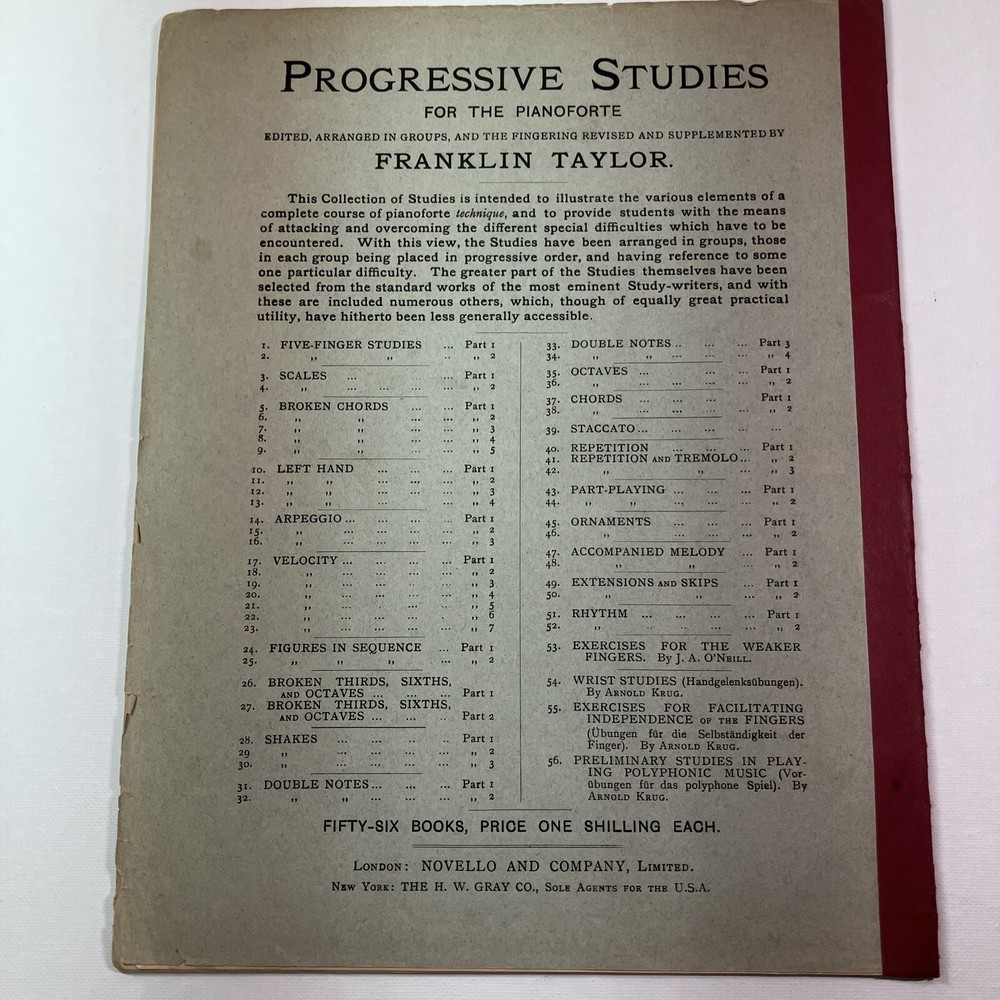 PROGRESSIVE STUDIES
FOR THE PIANOFORTE
EDITED, ARRANGED IN GROUPS, AND THE FINGERING REVISED AND SUPPLEMENTED BY
FRANKLIN TAYLOR.
This Collection of Studies is intended to illustrate the various elements of a
complete course of pianoforte technique, and to provide students with the means
of attacking and overcoming the different special difficulties which have to be
encountered. With this view, the Studies have been arranged in groups, those
in each group being placed in progressive order, and having reference to some
one particular difficulty. The greater part of the Studies themselves have been
selected from the standard works of the most eminent Study-writers, and with
these are included numerous others, which, though of equally great practical
utility, have hitherto been less generally accessible.
1. FIVE-FINGER STUDIES ... Part 1
2. ,, ,, ... ,, 2
3. SCALES ... ... ... Part 1
4. ,, ... ... ... ... ,, 2
5. BROKEN CHORDS ... ... Part 1
6. ,, ,, ... ... ,, 2
7. ,, ,, ... ... ,, 3
8. ,, ,, ... ... ,, 4
9. ,, ,, ... ... ,, 5
10. LEFT HAND ... ... ... Part 1
11. ,, ,, ... ... ... ,, 2
12. ,, ,, ... ... ... ,, 3
13. ,, ,, ... ... ... ,, 4
14. ARPEGGIO ... ... ... ... Part 1
15. ,, ... ... ... ... ,, 2
16. ,, ... ... ... ... ,, 3
17. VELOCITY ... ... ... ... Part 1
18. ,, ... ... ... ... ,, 2
19. ,, ... ... ... ... ,, 3
20. ,, ... ... ... ... ,, 4
21. ,, ... ... ... ... ,, 5
22. ,, ... ... ... ... ,, 6
23. ,, ... ... ... ... ,, 7
24. FIGURES IN SEQUENCE ... Part 1
25. ,, ,, ,, ... ,, 2
26. BROKEN THIRDS, SIXTHS,
AND OCTAVES ... ... ... Part 1
27. BROKEN THIRDS, SIXTHS,
AND OCTAVES ... ... .. Part 2
28. SHAKES ... ... ... ... Part 1
29 ,, ... ... ... ... ,, 2
30. ,, ... ... ... ... ,, 3
31. DOUBLE NOTES ... ... ... Part 1
32. ,, ,, ... ... ... ,, 2
33. DOUBLE NOTES ... ... ... Part 3
34. ,, ,, ... ... ... ,, 4
35. OCTAVES ... ... ... ... Part 1
36. ,, ... ... ... ... ,, 2
37. CHORDS ... ... ... Part 1
38. ,, ... ... ... ... ,, 2
39. STACCATO ... ... ... ... ...
40. REPETITION ... ... ... Part 1
41. REPETITION AND TREMOLO ... ,, 2
42. ,, ,, ... ,, 3
43. PART-PLAYING ... ... ... Part 1
44. ,, ,, ... ... ... ,, 2
45. ORNAMENTS ... ... ... Part 1
46. ,, ... ... ... ,, 2
47. ACCOMPANIED MELODY ... Part 1
48. ,, ,, ... ,, 2
49. EXTENSIONS AND SKIPS ... Part 1
50. ,, ,, ... ,, 2
51. RHYTHM ... ... ... ... Part 1
52. ,, ... ... ... ... ,, 2
53. EXERCISES FOR THE WEAKER
FINGERS. By J. A. O'NEILL.
54. WRIST STUDIES (Handgelenksübungen).
By ARNOLD KRUG.
55. EXERCISES FOR FACILITATING
INDEPENDENCE OF THE FINGERS
(Übungen für die Selbständigkeit der
Finger). By ARNOLD KRUG.
56. PRELIMINARY STUDIES IN PLAY-
ING POLYPHONIC MUSIC (Vor-
übungen für das polyphone Spiel). By
ARNOLD KRUG.
FIFTY-SIX BOOKS, PRICE ONE SHILLING EACH.
LONDON: NOVELLO AND COMPANY, LIMITED.
NEW YORK: THE H. W. GRAY CO., SOLE AGENTS FOR THE U.S.A.